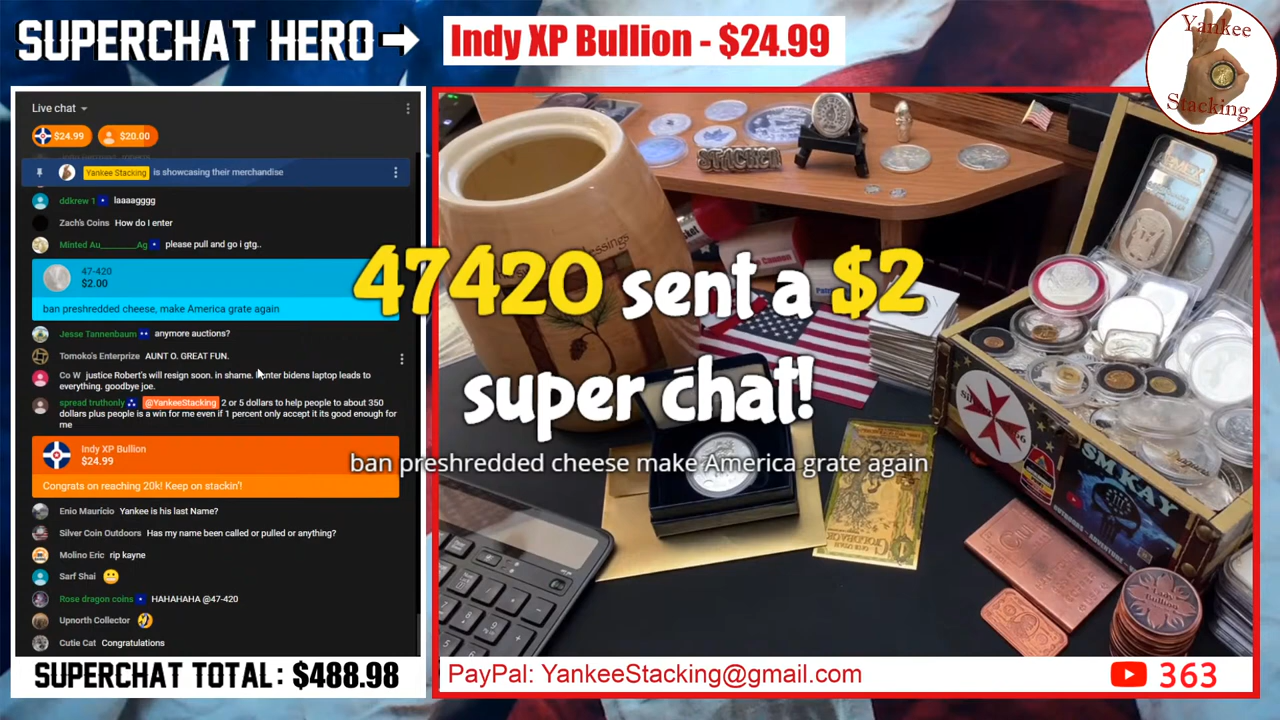 SUPERCHAT HERO
Indy XP Bullion - $24.99
Yankee
Stacking
Live chat
$24.99
$20.00
Yankee Stacking is showcasing their merchandise
ddkrew 1 laaaagggg
Zach's Coins How do I enter
Minted Au________Ag please pull and go i gtg..
47-420
$2.00
ban preshredded cheese, make America grate again
Jesse Tannenbaum anymore auctions?
Tomoko's Enterprize AUNT O. GREAT FUN.
Co W justice Robert's will resign soon. in shame. bidens laptop leads to
everything. goodbye joe.
spread truthonly @YankeeStacking 2 or 5 dollars to help people to about 350
dollars plus people is a win for me even if 1 percent only accept it its good enough for
me
Indy XP Bullion
$24.99
Congrats on reaching 20k! Keep on stackin'!
Enio Maurício Yankee is his last Name?
Silver Coin Outdoors Has my name been called or pulled or anything?
Molino Eric rip kayne
Sarf Shai
Rose dragon coins HAHAHAHA @47-420
Upnorth Collector
Cutie Cat Congratulations
SUPERCHAT TOTAL: $488.98
47420 sent a $2
super chat!
ban preshredded cheese make America grate again
STACKER
blessings
Cannon
SM KAY
GOLDBACK
Bullion
PayPal: YankeeStacking@gmail.com
363